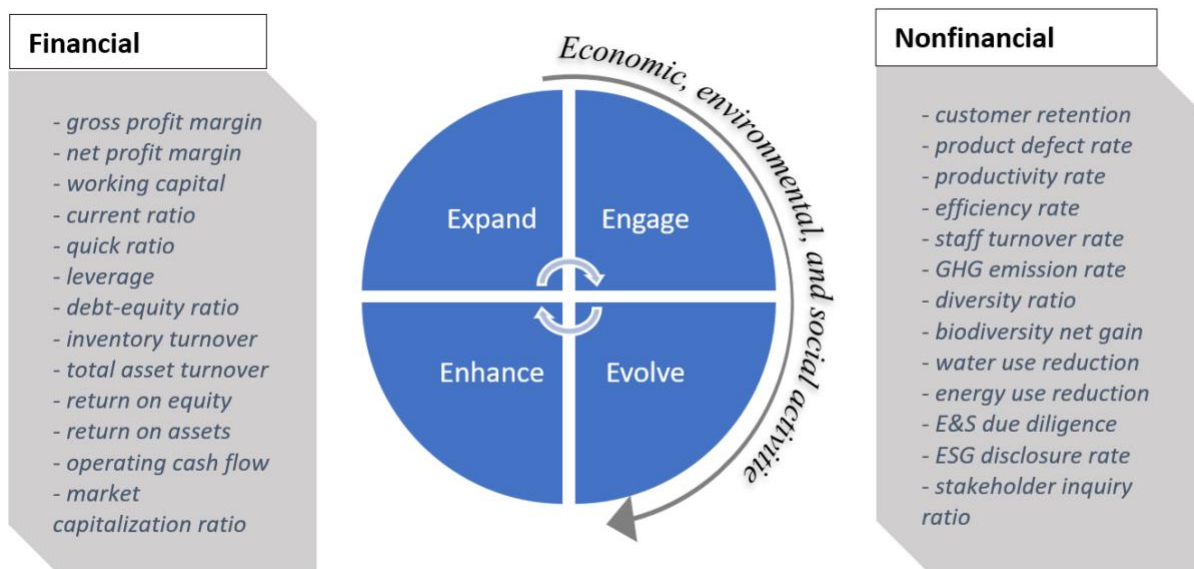 Financial
- gross profit margin
- net profit margin
- working capital
- current ratio
- quick ratio
- leverage
- debt-equity ratio
- inventory turnover
- total asset turnover
- return on equity
- return on assets
- operating cash flow
- market
capitalization ratio
Economic, environmental, and social activitie
Expand
Engage
Enhance
Evolve
Nonfinancial
- customer retention
- product defect rate
- productivity rate
- efficiency rate
- staff turnover rate
- GHG emission rate
- diversity ratio
- biodiversity net gain
- water use reduction
- energy use reduction
- E&S due diligence
- ESG disclosure rate
- stakeholder inquiry
ratio